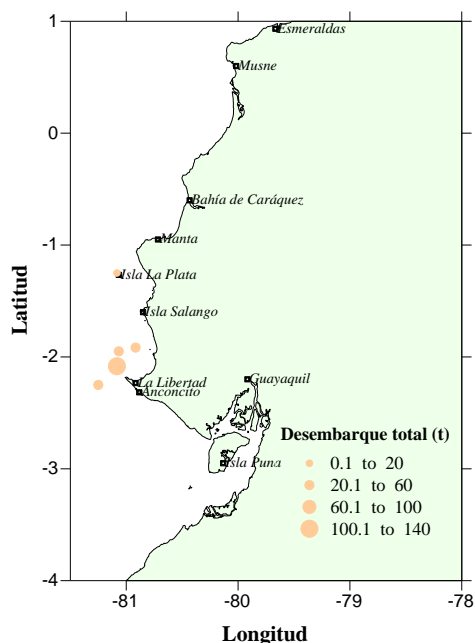 1
Esmeraldas
Musne
0
Bahía de Caráquez
Manta
-1
Isla La Plata
Isla Salango
Latitud
-2
La Libertad
Guayaquil
Anconcito
Desembarque total (t)
0.1 to 20
Isla Puna
-3
20.1 to 60
60.1 to 100
100.1 to 140
-4
-81 -80 -79 -78
Longitud